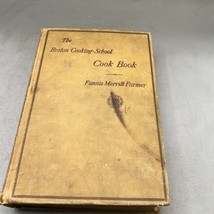 The
Boston Cooking-School
Cook Book
Fannie Merritt Farmer